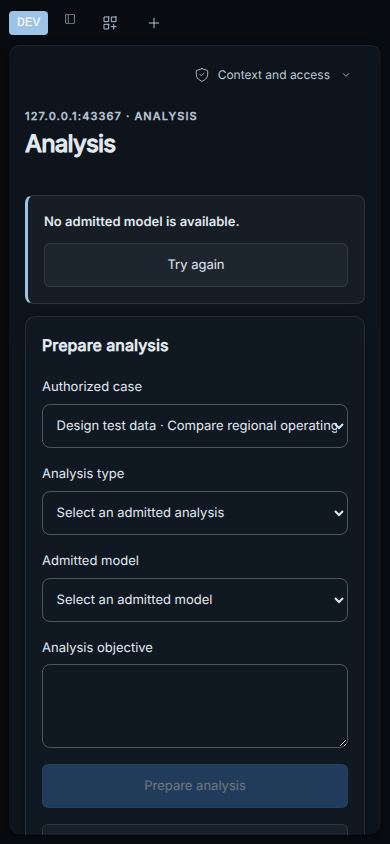 DEV
Context and access
127.0.0.1:43367 · ANALYSIS
Analysis
No admitted model is available.
Try again
Prepare analysis
Authorized case
Design test data · Compare regional operating
Analysis type
Select an admitted analysis
Admitted model
Select an admitted model
Analysis objective
Prepare analysis